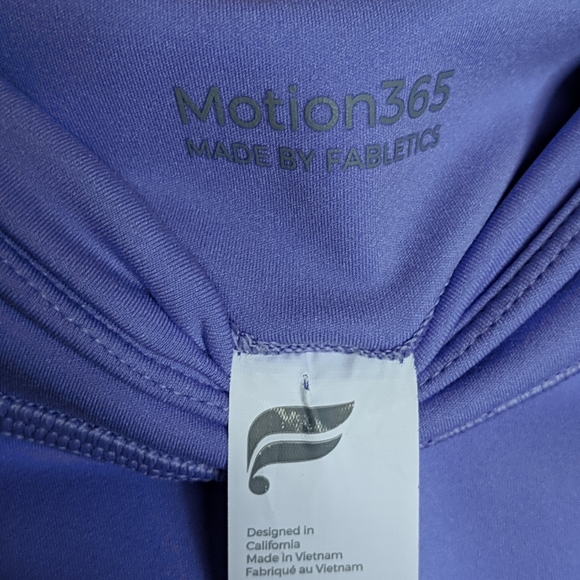 Motion365
MADE BY FABLETICS
Designed in
California
Made in Vietnam
Fabriqué au Vietnam